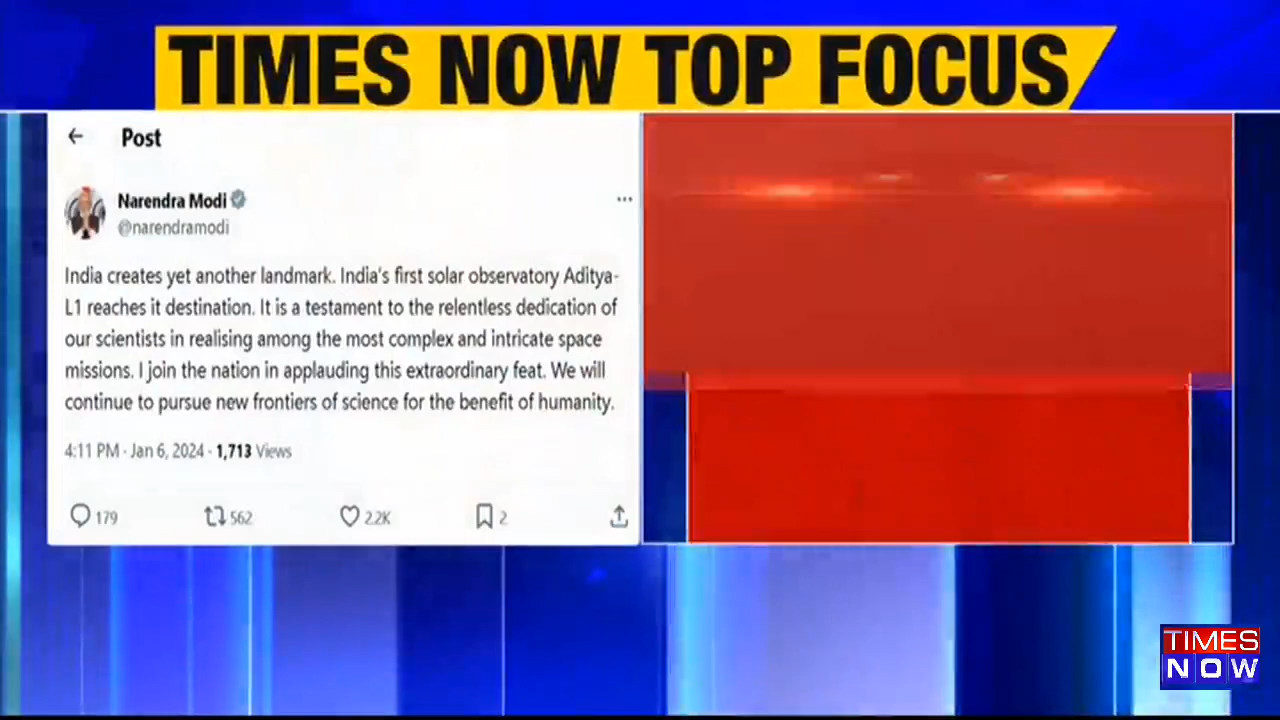 TIMES NOW TOP FOCUS
Post
Narendra Modi
@narendramodi
India creates yet another landmark. India's first solar observatory Aditya-
L1 reaches it destination. It is a testament to the relentless dedication of
our scientists in realising among the most complex and intricate space
missions. I join the nation in applauding this extraordinary feat. We will
continue to pursue new frontiers of science for the benefit of humanity.
4:11 PM · Jan 6, 2024 · 1,713 Views
179 562 2.2K 2
TIMES
NOW